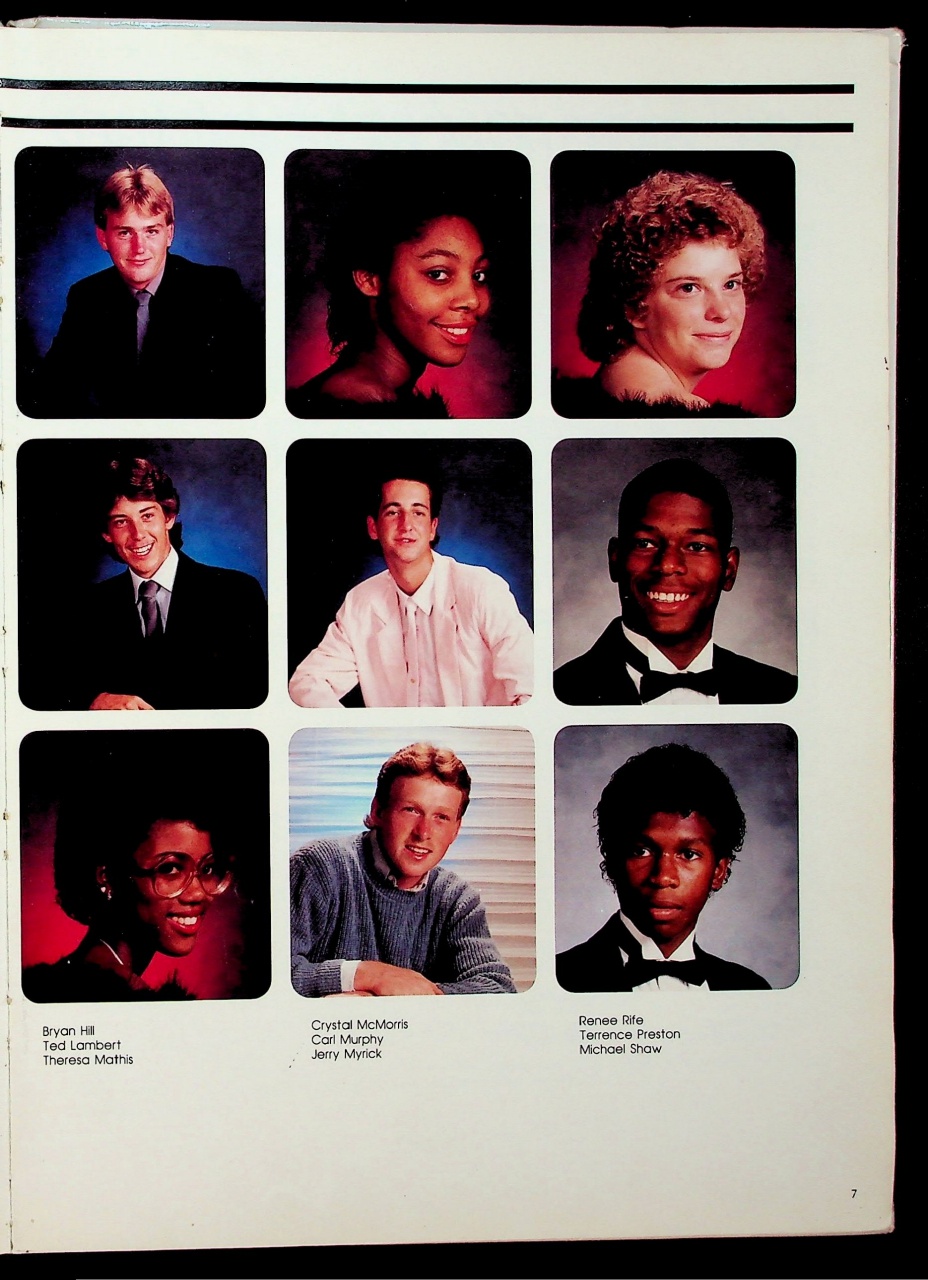 Bryan Hill
Ted Lambert
Theresa Mathis
Crystal McMorris
Carl Murphy
Jerry Myrick
Renee Rife
Terrence Preston
Michael Shaw
7